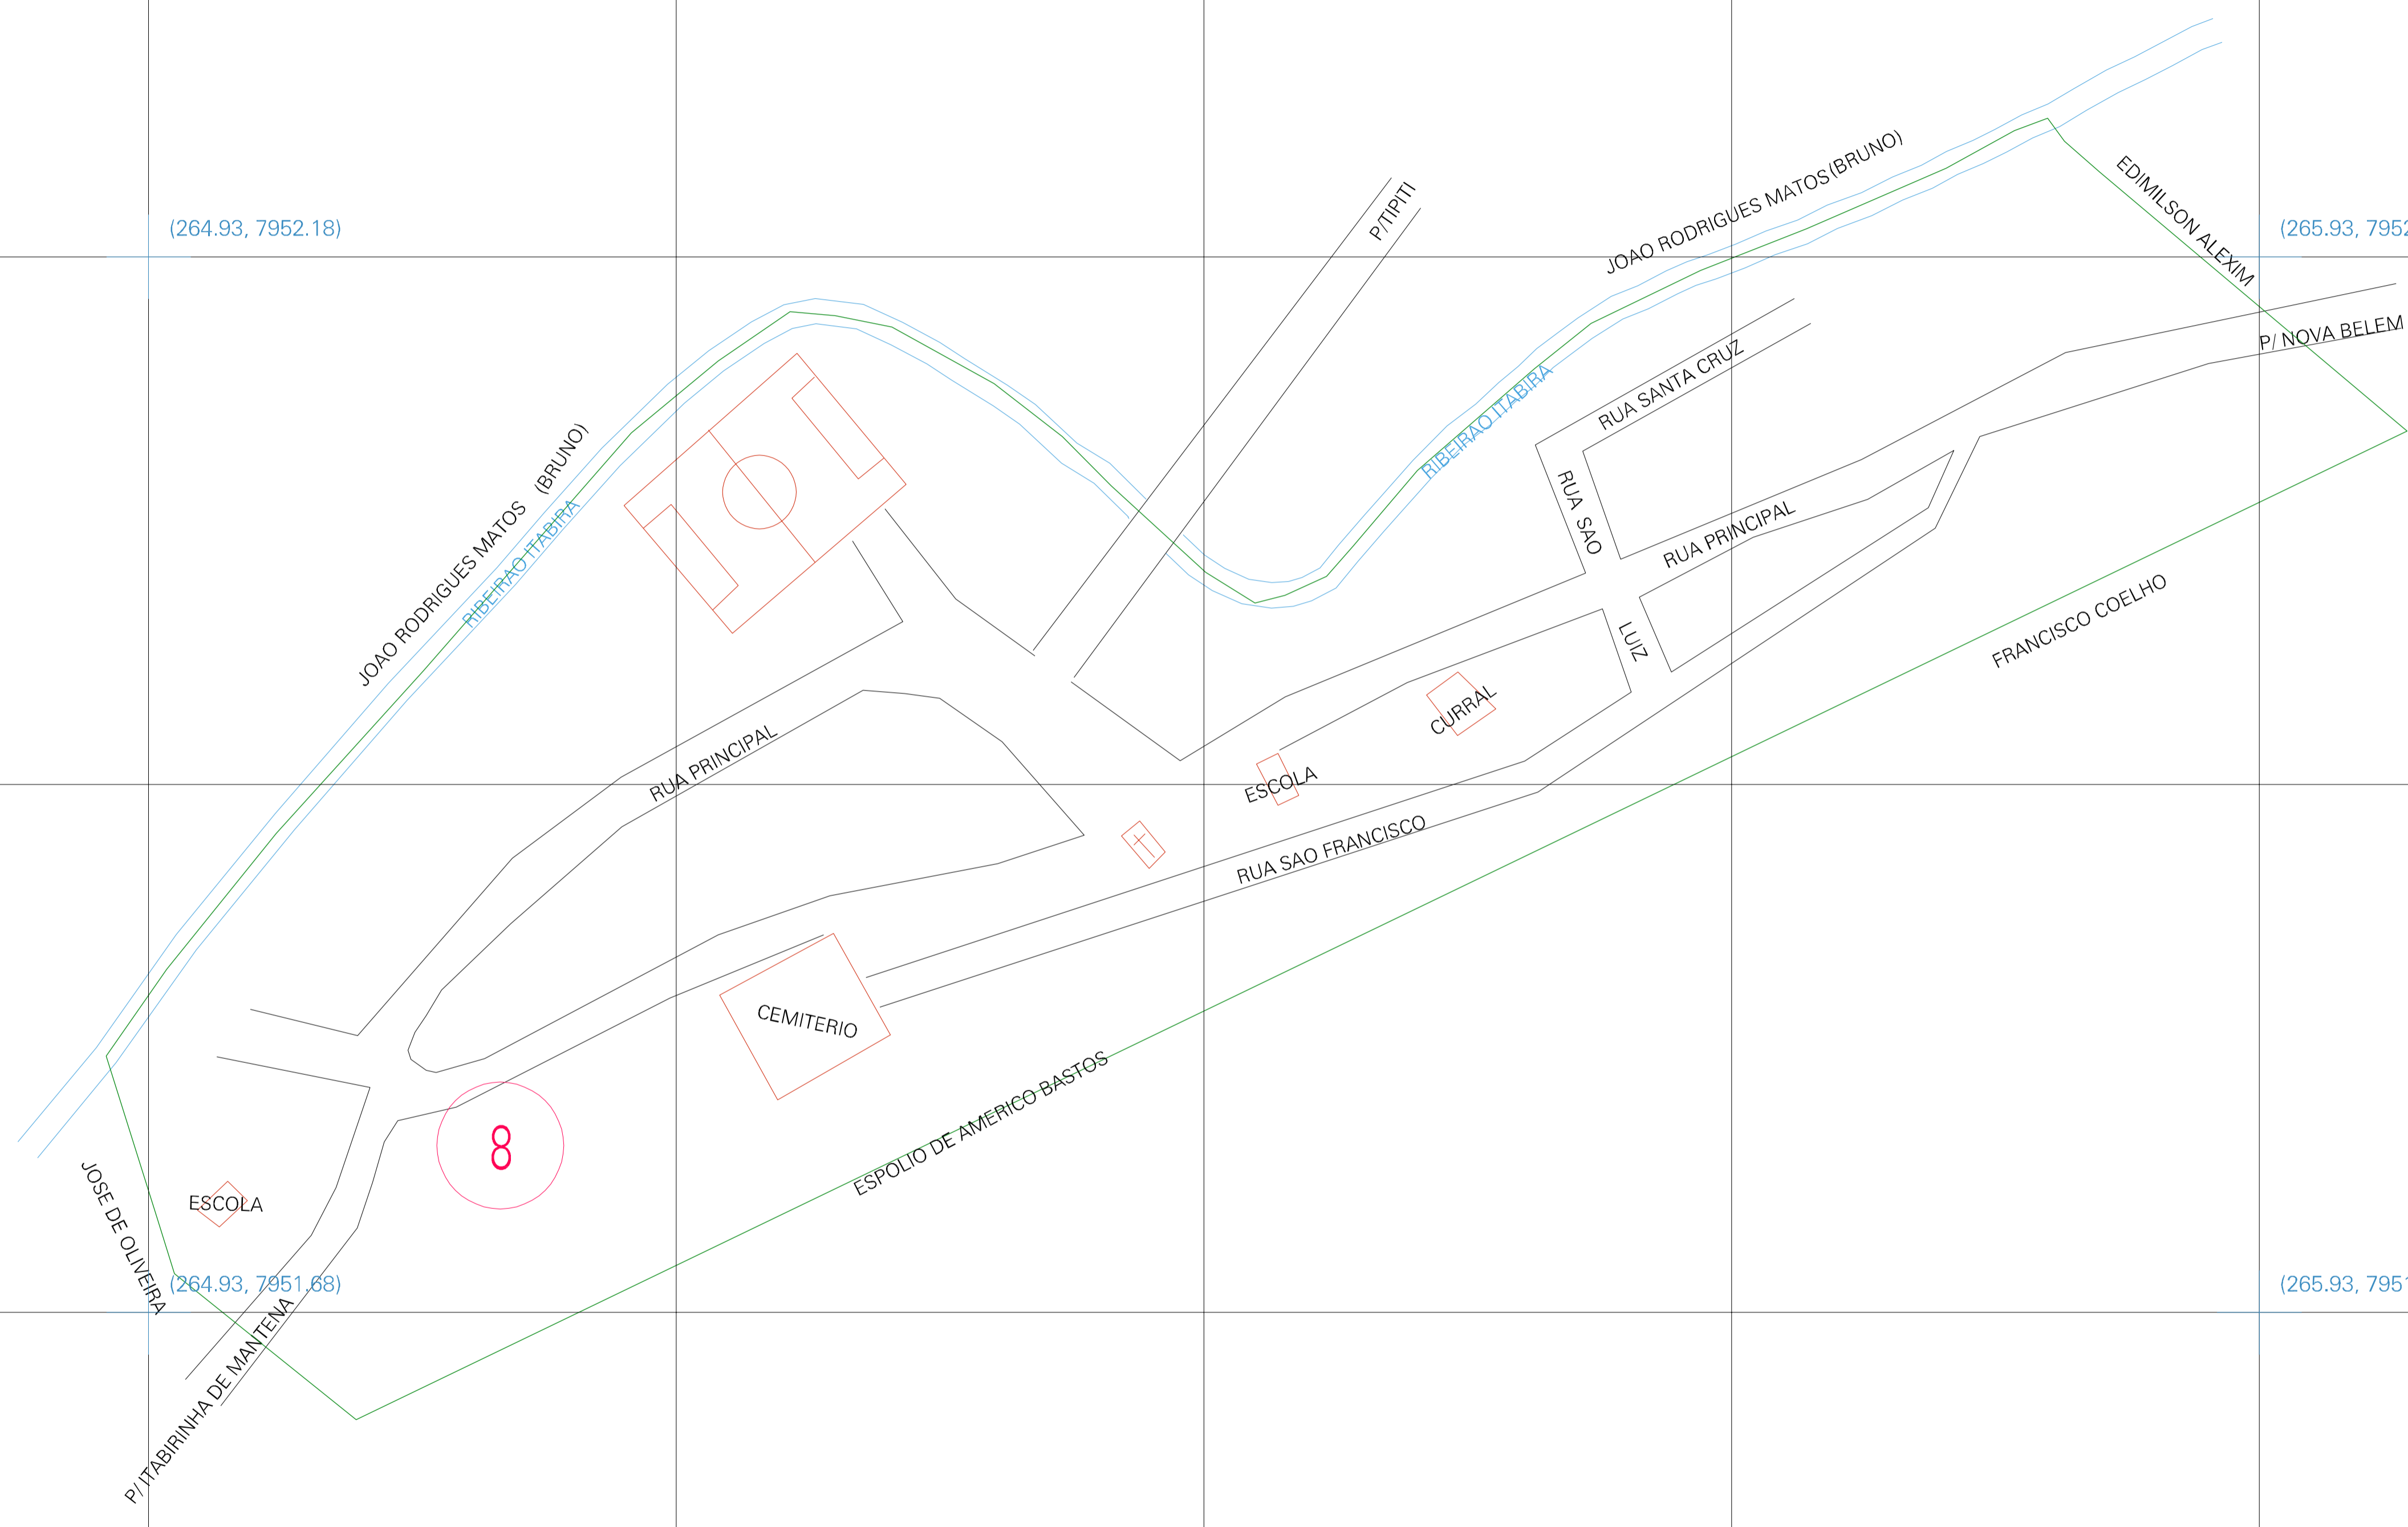 JOAO RODRIGUES MATOS (BRUNO)
EDIMILSON ALEXIM
P/TIPITI
(264.93, 7952.18)
(265.93, 7952
P/ NOVA BELEM
RUA SANTA CRUZ
RIBEIRAO ITABIRA
JOAO RODRIGUES MATOS (BRUNO)
RIBEIRAO ITABIRA
RUA SAO
LUIZ
RUA PRINCIPAL
FRANCISCO COELHO
CURRAL
RUA PRINCIPAL
ESCOLA
RUA SAO FRANCISCO
CEMITERIO
ESPOLIO DE AMERICO BASTOS
8
JOSE DE OLIVEIRA
ESCOLA
(264.93, 7951.68)
(265.93, 7951
P/ ITABIRINHA DE MANTENA